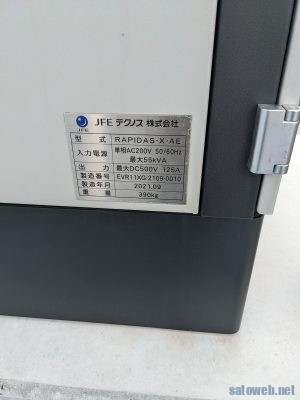 JFE
JFE テクノス 株式会社
型式 RAPIDAS-X-AE
入力電源 単相AC200V 50/60Hz
最大55kVA
出力 最大DC500V 125A
製造番号 EVR11XG-2109-0010
製造年月 2021.09
重量 390kg
satoweb.net